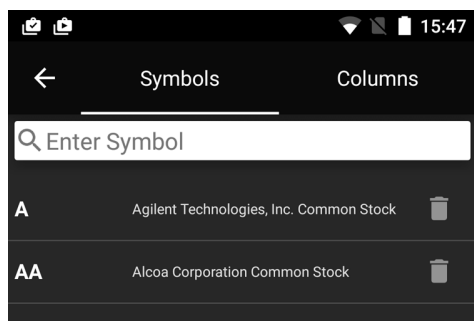 15:47
Symbols Columns
Enter Symbol
A Agilent Technologies, Inc. Common Stock
AA Alcoa Corporation Common Stock